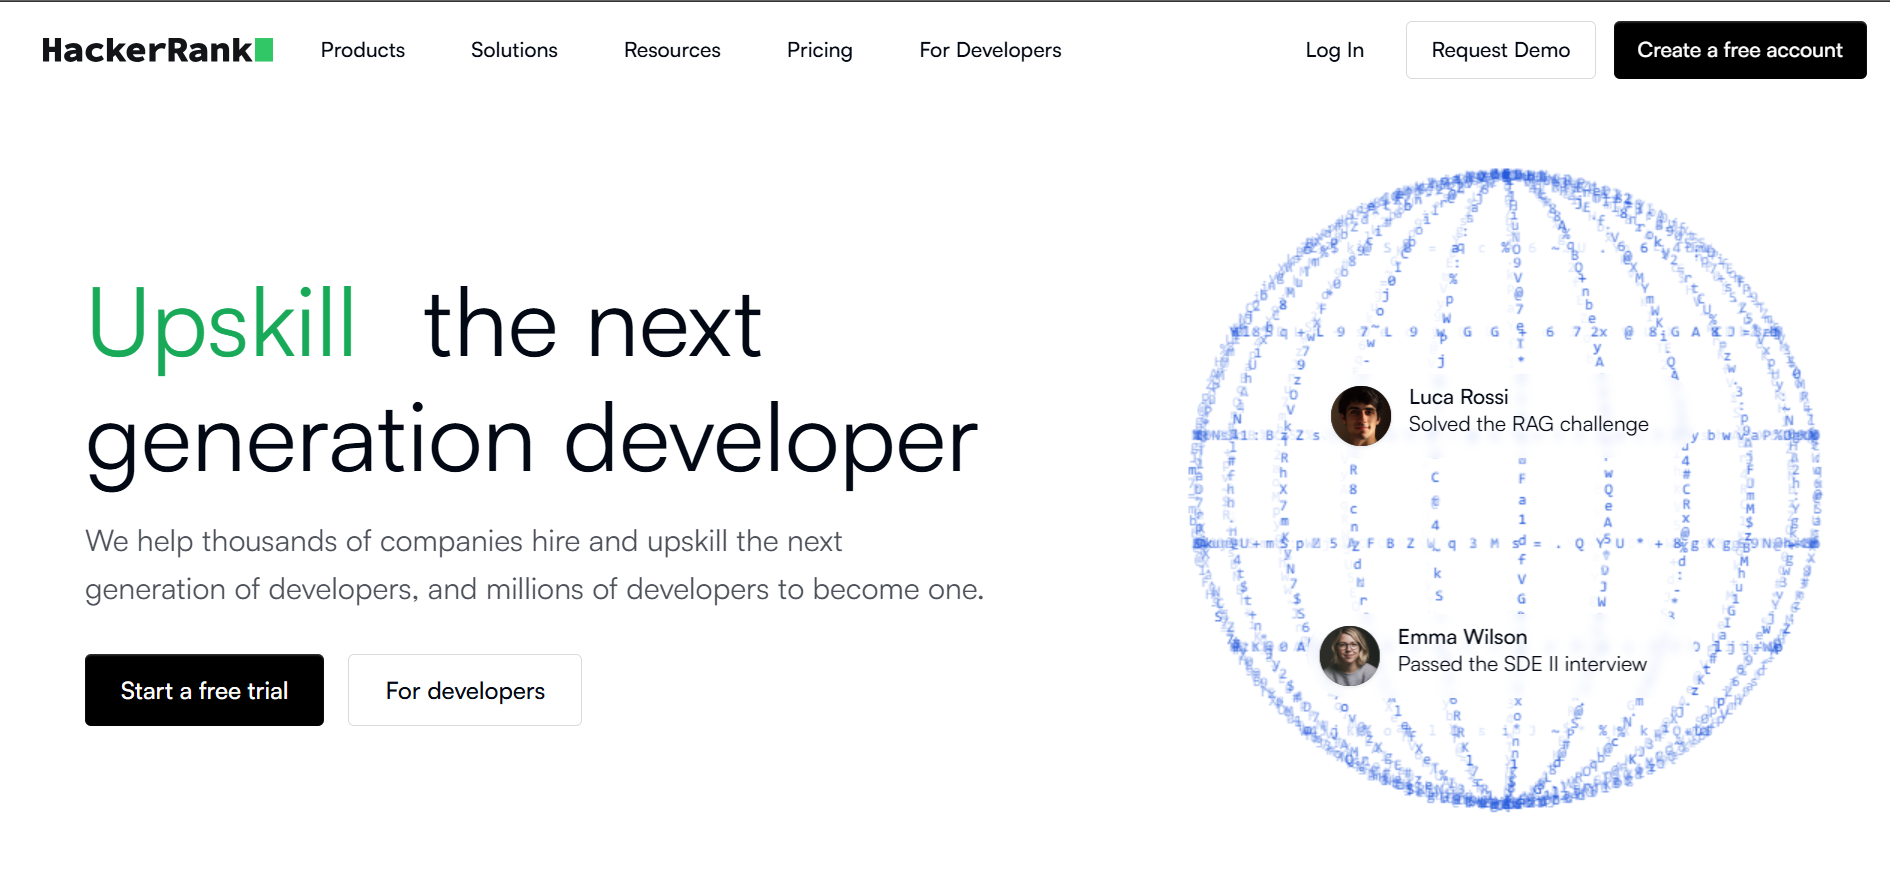 HackerRank
Products Solutions Resources Pricing For Developers
Log In Request Demo Create a free account
Upskill the next
generation developer
We help thousands of companies hire and upskill the next
generation of developers, and millions of developers to become one.
Start a free trial For developers
Luca Rossi
Solved the RAG challenge
Emma Wilson
Passed the SDE II interview